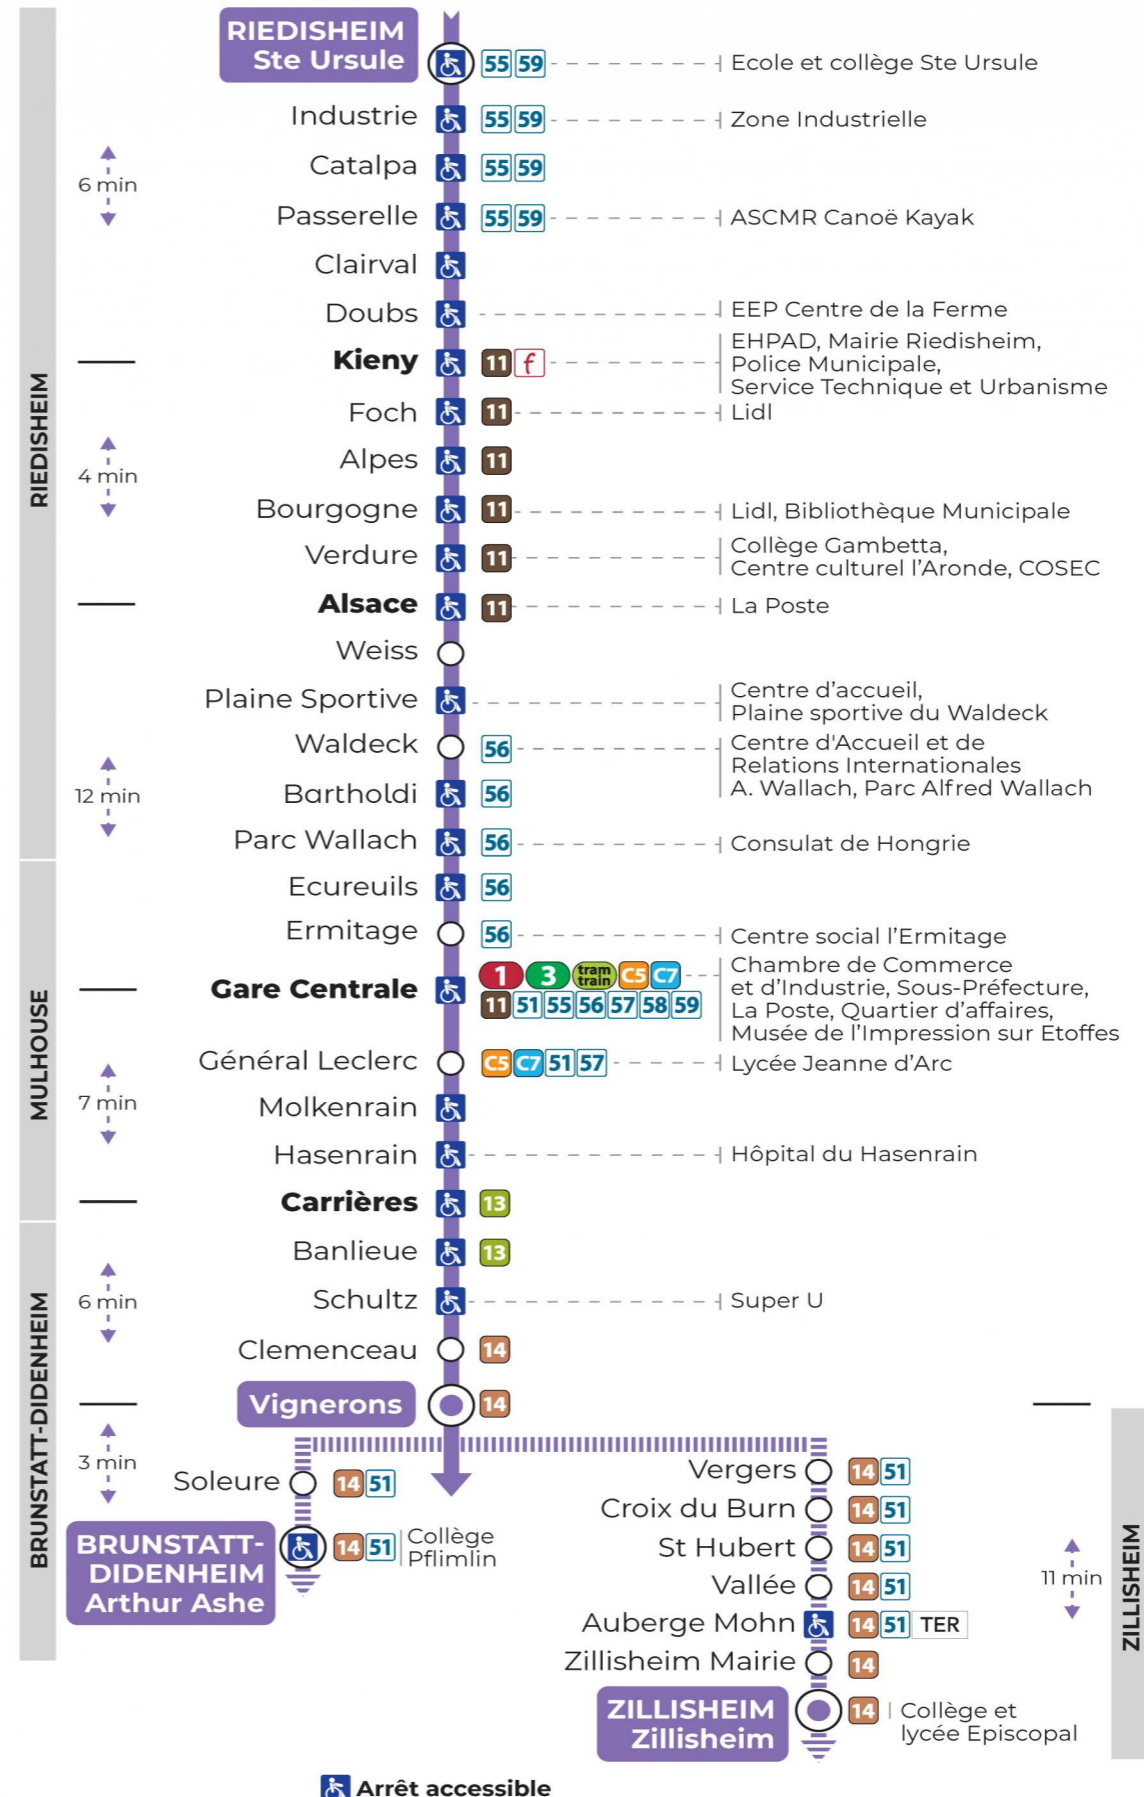 RIEDISHEIM
Ste Ursule
55 59
Ecole et collège Ste Ursule
Industrie
55 59
Zone Industrielle
Catalpa
55 59
6 min
Passerelle
55 59
ASCMR Canoë Kayak
Clairval
Doubs
EEP Centre de la Ferme
Kieny
11 f
EHPAD, Mairie Riedisheim,
Police Municipale,
Service Technique et Urbanisme
RIEDISHEIM
Foch
11
Lidl
Alpes
11
4 min
Bourgogne
11
Lidl, Bibliothèque Municipale
Verdure
11
Collège Gambetta,
Centre culturel l'Aronde, COSEC
Alsace
11
La Poste
Weiss
Plaine Sportive
Centre d'accueil,
Plaine sportive du Waldeck
Waldeck
56
Centre d'Accueil et de
Relations Internationales
A. Wallach, Parc Alfred Wallach
12 min
Bartholdi
56
Parc Wallach
56
Consulat de Hongrie
Ecureuils
56
Ermitage
56
Centre social l'Ermitage
MULHOUSE
Gare Centrale
1 3 tram train C5 C7
11 51 55 56 57 58 59
Chambre de Commerce
et d'Industrie, Sous-Préfecture,
La Poste, Quartier d'affaires,
Musée de l'Impression sur Etoffes
Général Leclerc
C5 C7 51 57
Lycée Jeanne d'Arc
7 min
Molkenrain
Hasenrain
Hôpital du Hasenrain
Carrières
13
Banlieue
13
BRUNSTATT-DIDENHEIM
6 min
Schultz
Super U
Clemenceau
14
Vignerons
14
3 min
Soleure
14 51
BRUNSTATT-
DIDENHEIM
Arthur Ashe
14 51
Collège
Pflimlin
Vergers
14 51
Croix du Burn
14 51
St Hubert
14 51
Vallée
14 51
11 min
ZILLISHEIM
Auberge Mohn
14 51 TER
Zillisheim Mairie
14
ZILLISHEIM
Zillisheim
14
Collège et
lycée Episcopal
Arrêt accessible